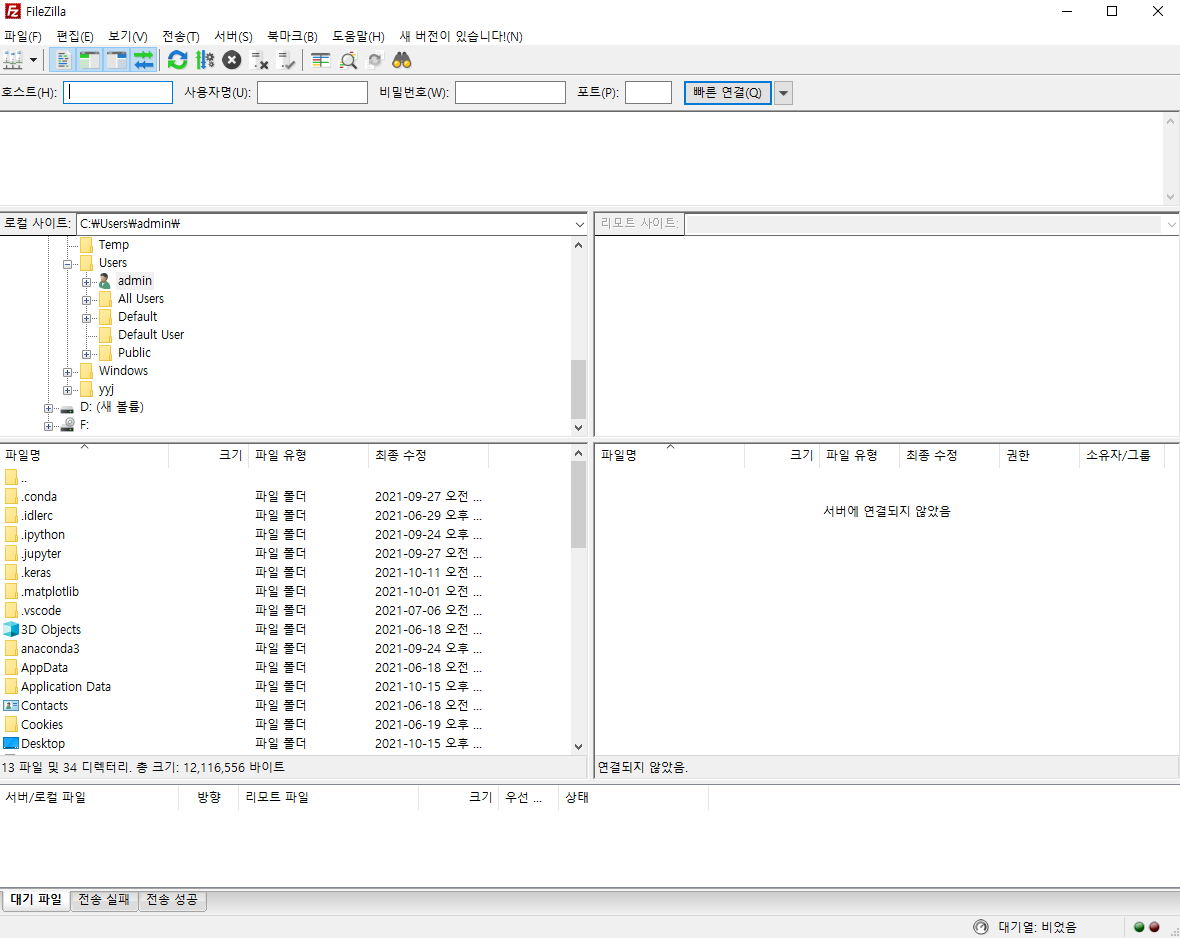 FileZilla
파일(F) 편집(E) 보기(V) 전송(T) 서버(S) 북마크(B) 도움말(H) 새 버전이 있습니다!(N)
호스트(H): 사용자명(U): 비밀번호(W): 포트(P): 빠른 연결(Q)
로컬 사이트: C:₩Users₩admin₩
Temp
Users
admin
All Users
Default
Default User
Public
Windows
yyj
D: (새 볼륨)
F:
리모트 사이트:
파일명 크기 파일 유형 최종 수정
..
.conda 파일 폴더 2021-09-27 오전 ...
.idlerc 파일 폴더 2021-06-29 오후 ...
.ipython 파일 폴더 2021-09-24 오후 ...
.jupyter 파일 폴더 2021-09-27 오전 ...
.keras 파일 폴더 2021-10-11 오전 ...
.matplotlib 파일 폴더 2021-10-01 오전 ...
.vscode 파일 폴더 2021-07-06 오전 ...
3D Objects 파일 폴더 2021-06-18 오전 ...
anaconda3 파일 폴더 2021-09-24 오후 ...
AppData 파일 폴더 2021-06-18 오전 ...
Application Data 파일 폴더 2021-10-15 오후 ...
Contacts 파일 폴더 2021-06-18 오전 ...
Cookies 파일 폴더 2021-06-19 오후 ...
Desktop 파일 폴더 2021-10-15 오후 ...
13 파일 및 34 디렉터리. 총 크기: 12,116,556 바이트
파일명 크기 파일 유형 최종 수정 권한 소유자/그룹
서버에 연결되지 않았음
연결되지 않았음.
서버/로컬 파일 방향 리모트 파일 크기 우선 ... 상태
대기 파일 전송 실패 전송 성공
대기열: 비었음